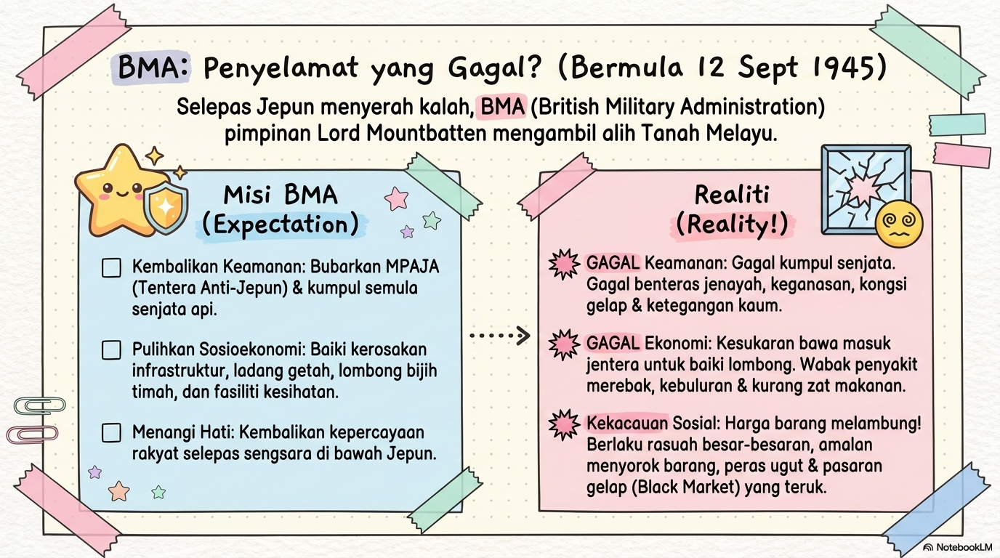 BMA: Penyelamat yang Gagal? (Bermula 12 Sept 1945)
Selepas Jepun menyerah kalah, BMA (British Military Administration)
pimpinan Lord Mountbatten mengambil alih Tanah Melayu.
Misi BMA
(Expectation)
Kembalikan Keamanan: Bubarkan MPAJA
(Tentera Anti-Jepun) & kumpul semula
senjata api.
Pulihkan Sosioekonomi: Baiki kerosakan
infrastruktur, ladang getah, lombong bijih
timah, dan fasiliti kesihatan.
Menangi Hati: Kembalikan kepercayaan
rakyat selepas sengsara di bawah Jepun.
Realiti
(Reality!)
GAGAL Keamanan: Gagal kumpul senjata.
Gagal benteras jenayah, keganasan, kongsi
gelap & ketegangan kaum.
GAGAL Ekonomi: Kesukaran bawa masuk
jentera untuk baiki lombong. Wabak penyakit
merebak, kebuluran & kurang zat makanan.
Kekacauan Sosial: Harga barang melambung!
Berlaku rasuah besar-besaran, amalan
menyorok barang, peras ugut & pasaran
gelap (Black Market) yang teruk.
NotebookLM